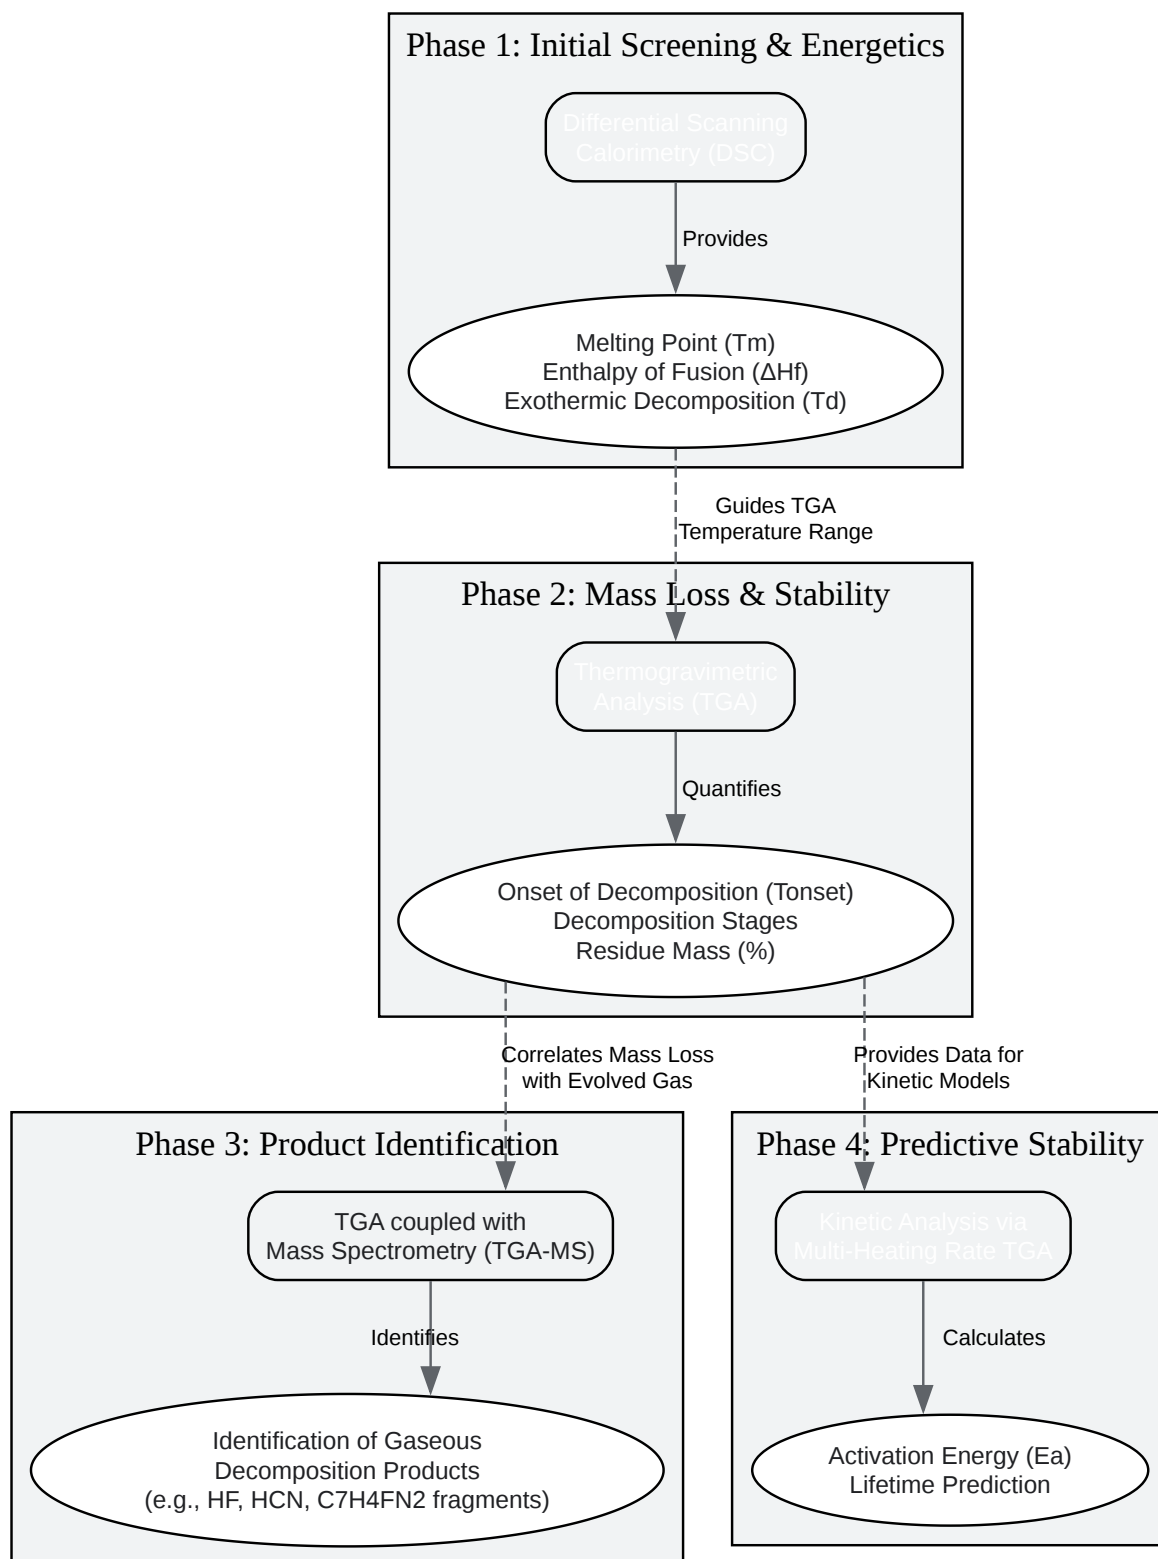 Phase 1: Initial Screening & Energetics
Differential Scanning
Calorimetry (DSC)
Provides
Melting Point (Tm)
Enthalpy of Fusion (ΔHf)
Exothermic Decomposition (Td)
Guides TGA
Temperature Range
Phase 2: Mass Loss & Stability
Thermogravimetric
Analysis (TGA)
Quantifies
Onset of Decomposition (Tonset)
Decomposition Stages
Residue Mass (%)
Correlates Mass Loss
with Evolved Gas
Provides Data for
Kinetic Models
Phase 3: Product Identification
TGA coupled with
Mass Spectrometry (TGA-MS)
Identifies
Identification of Gaseous
Decomposition Products
(e.g., HF, HCN, C7H4FN2 fragments)
Phase 4: Predictive Stability
Kinetic Analysis via
Multi-Heating Rate TGA
Calculates
Activation Energy (Ea)
Lifetime Prediction